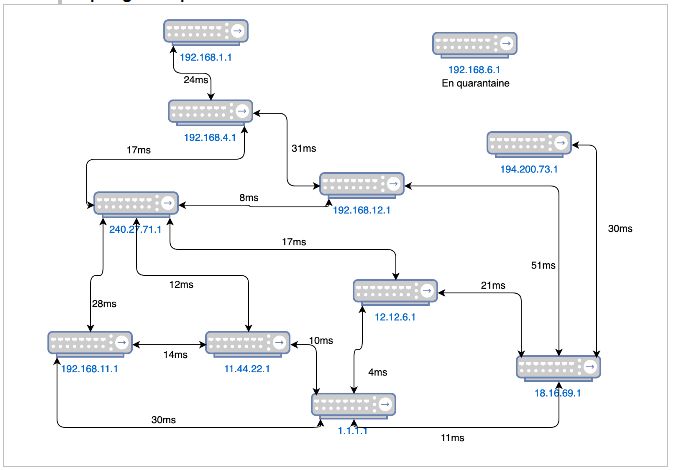 192.168.1.1
192.168.6.1
En quarantaine
24ms
192.168.4.1
17ms
31ms
194.200.73.1
8ms
192.168.12.1
240.27.71.1
30ms
17ms
51ms
12ms
21ms
28ms
12.12.6.1
10ms
14ms
192.168.11.1
11.44.22.1
4ms
18.16.69.1
30ms
1.1.1.1
11ms